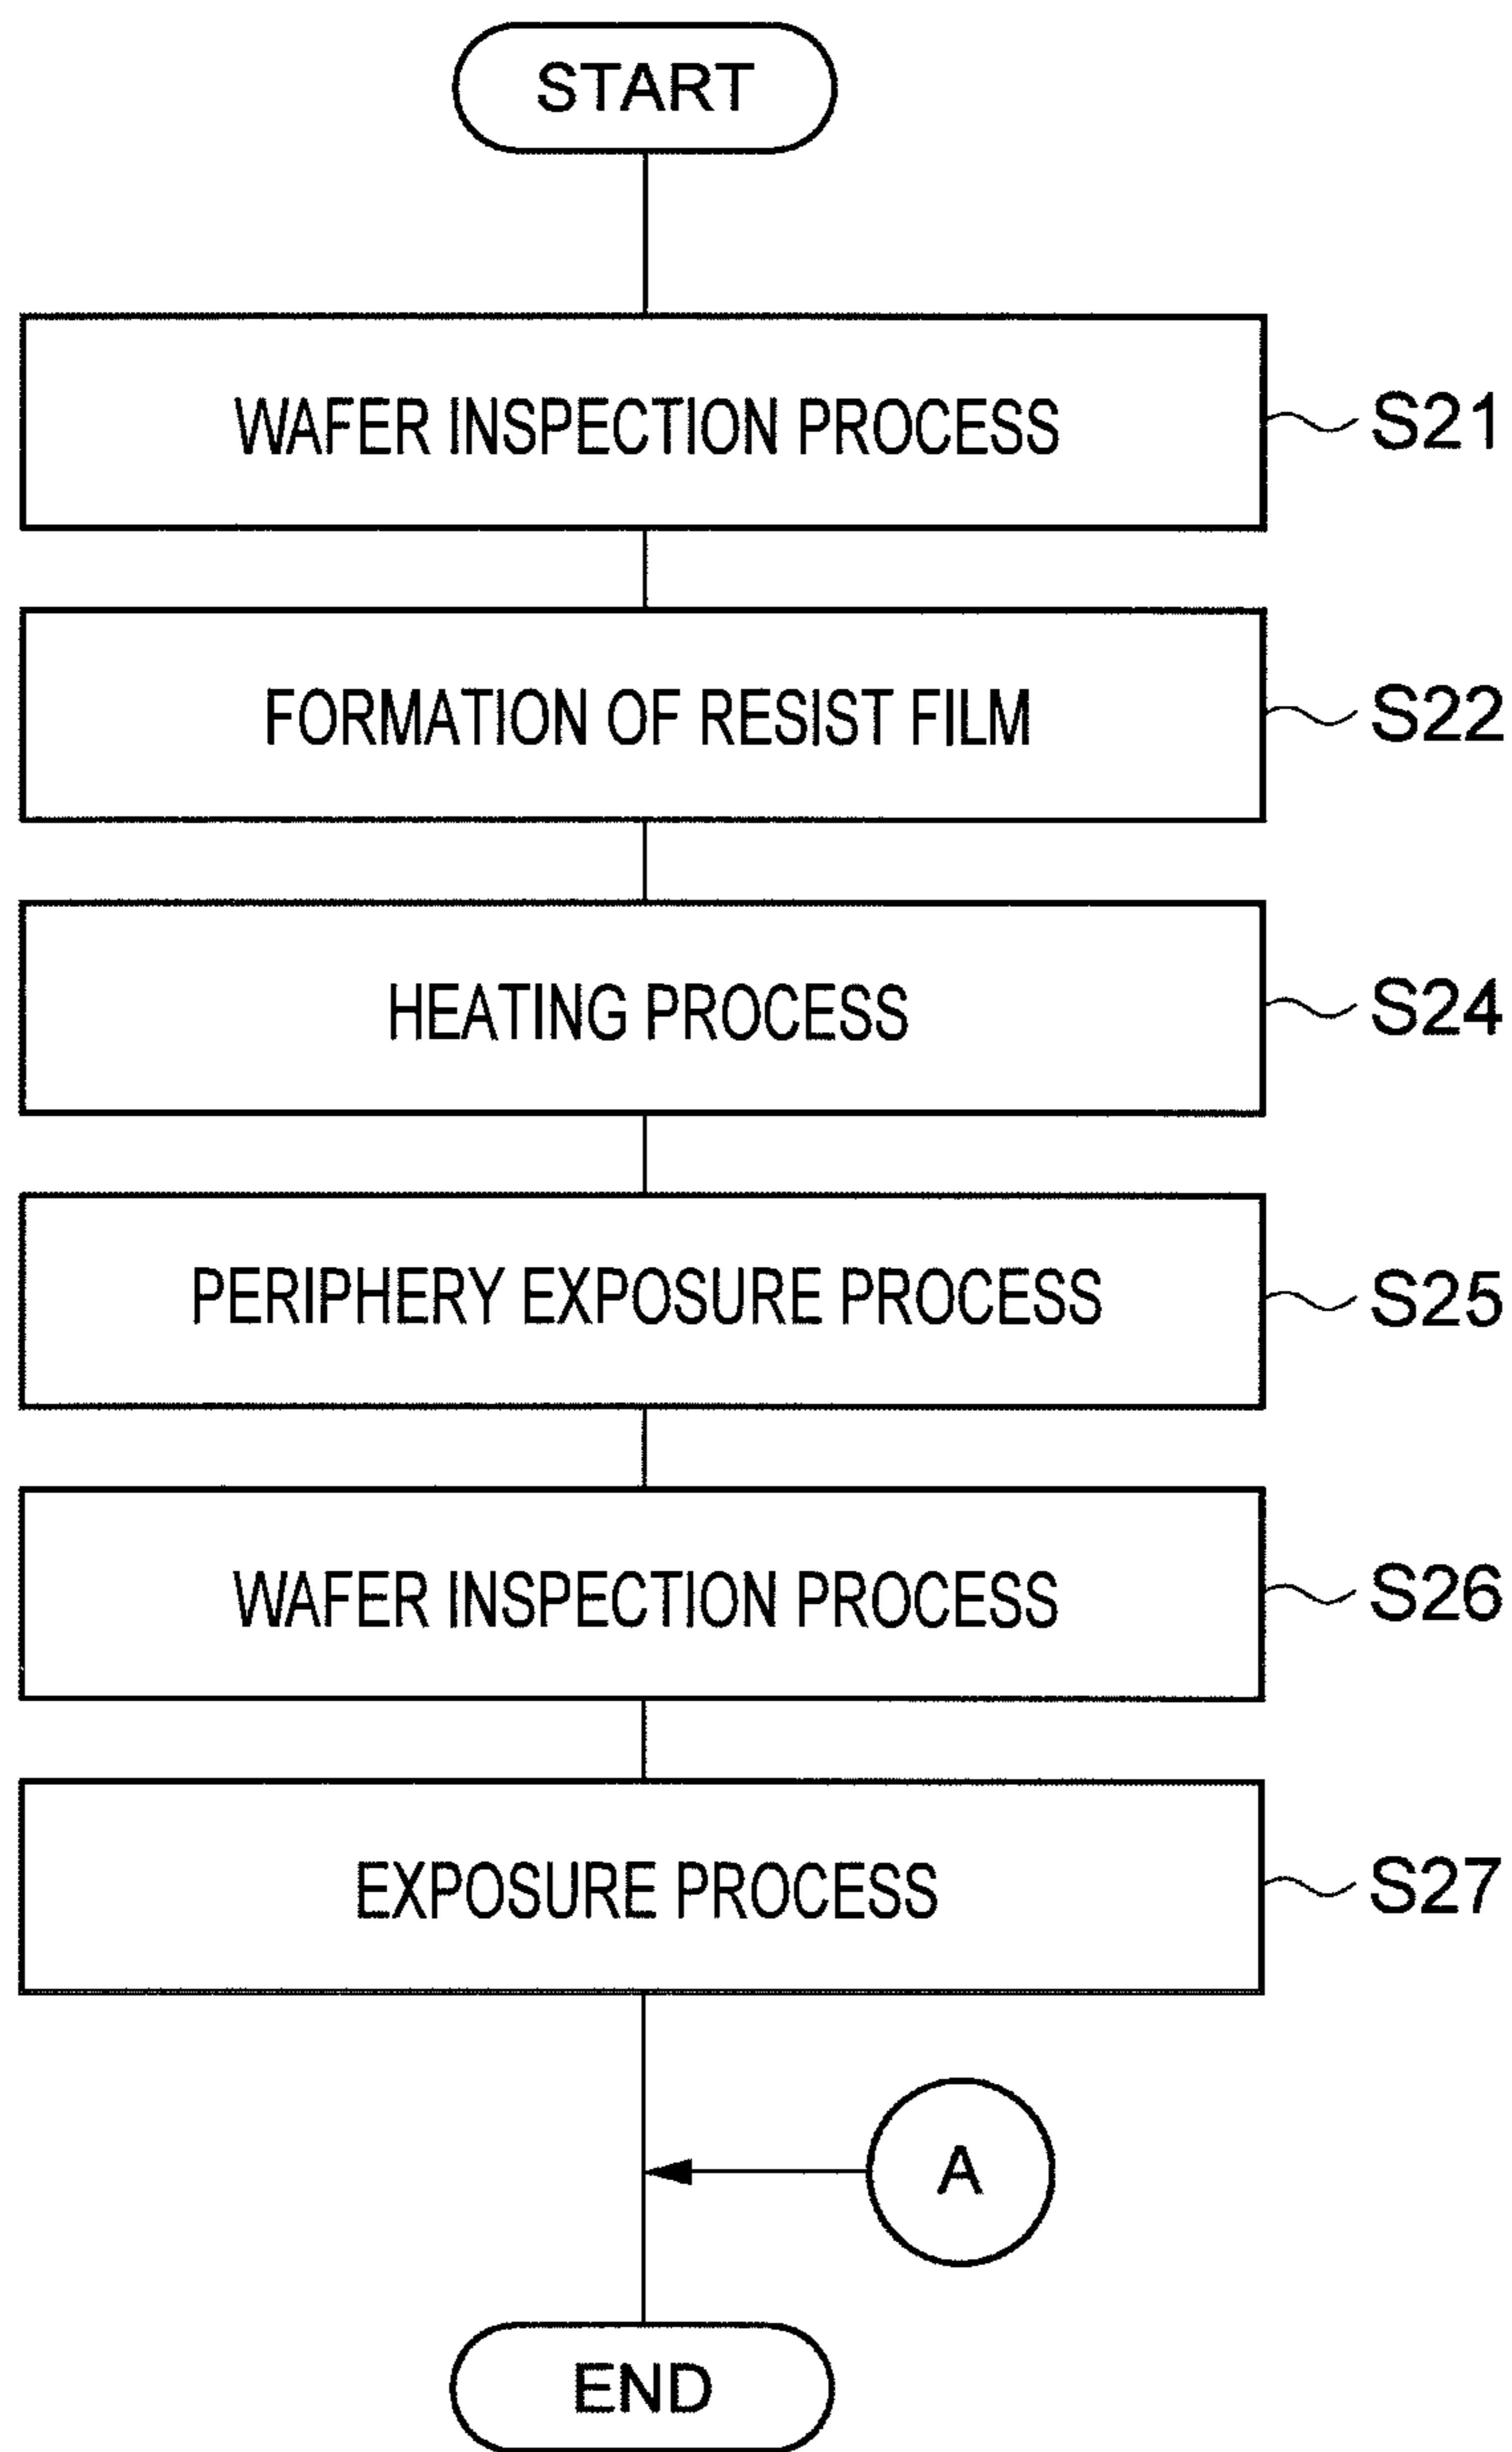 START
WAFER INSPECTION PROCESS
S21
FORMATION OF RESIST FILM
S22
HEATING PROCESS
S24
PERIPHERY EXPOSURE PROCESS
S25
WAFER INSPECTION PROCESS
S26
EXPOSURE PROCESS
S27
A
END